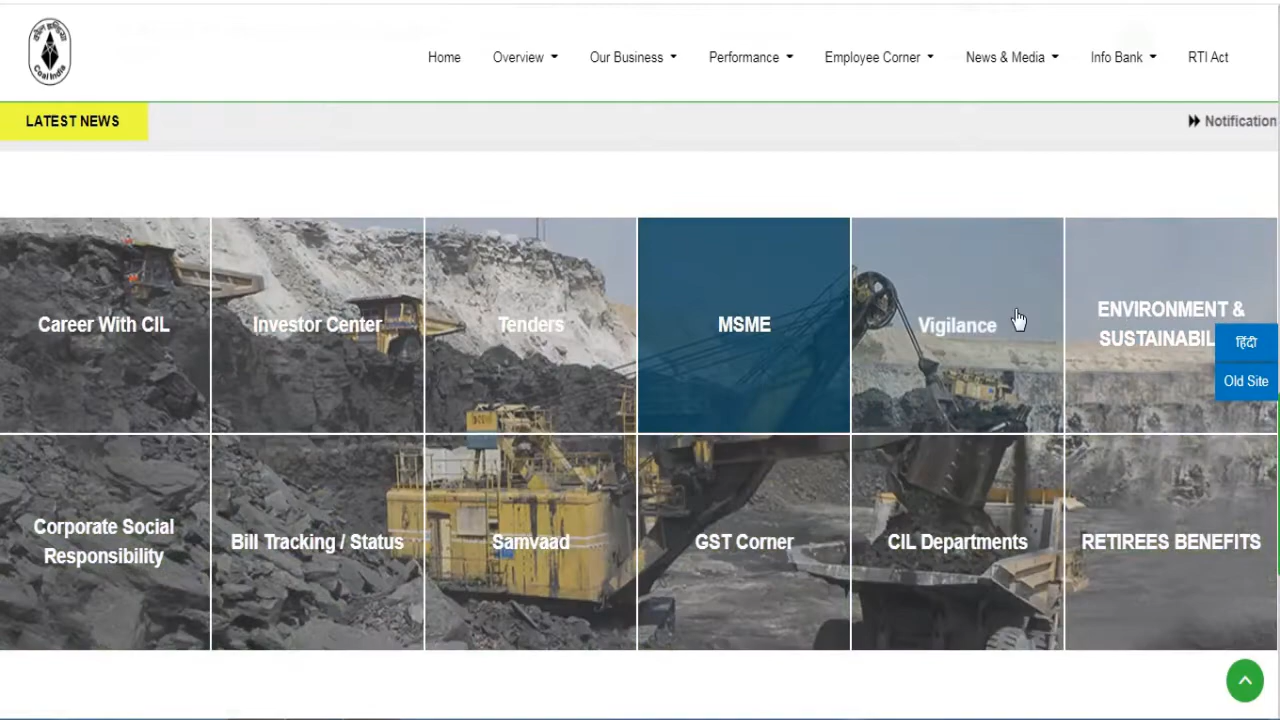 कोल इण्डिया
Coal India
Home
Overview
Our Business
Performance
Employee Corner
News & Media
Info Bank
RTI Act
LATEST NEWS
Notification
Career With CIL
Investor Center
Tenders
MSME
Vigilance
ENVIRONMENT &
SUSTAINABIL
हिंदी
Old Site
Corporate Social
Responsibility
Bill Tracking / Status
Samvaad
GST Corner
CIL Departments
RETIREES BENEFITS